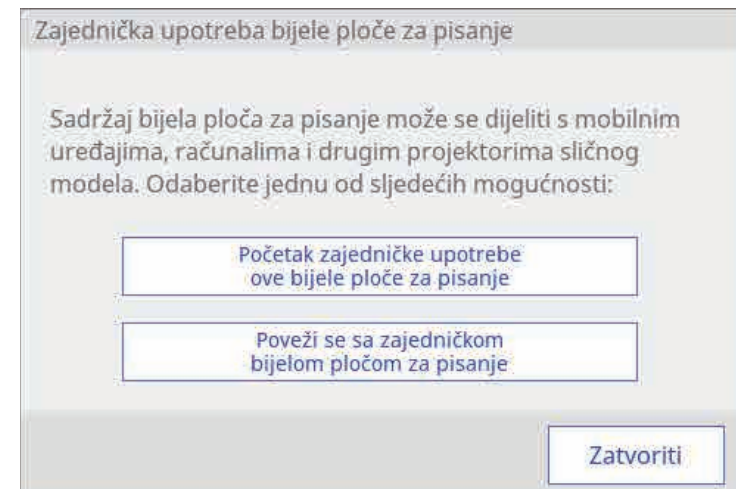 Zajednička upotreba bijele ploče za pisanje
Sadržaj bijela ploča za pisanje može se dijeliti s mobilnim
uređajima, računalima i drugim projektorima sličnog
modela. Odaberite jednu od sljedećih mogućnosti:
Početak zajedničke upotrebe
ove bijele ploče za pisanje
Poveži se sa zajedničkom
bijelom pločom za pisanje
Zatvoriti